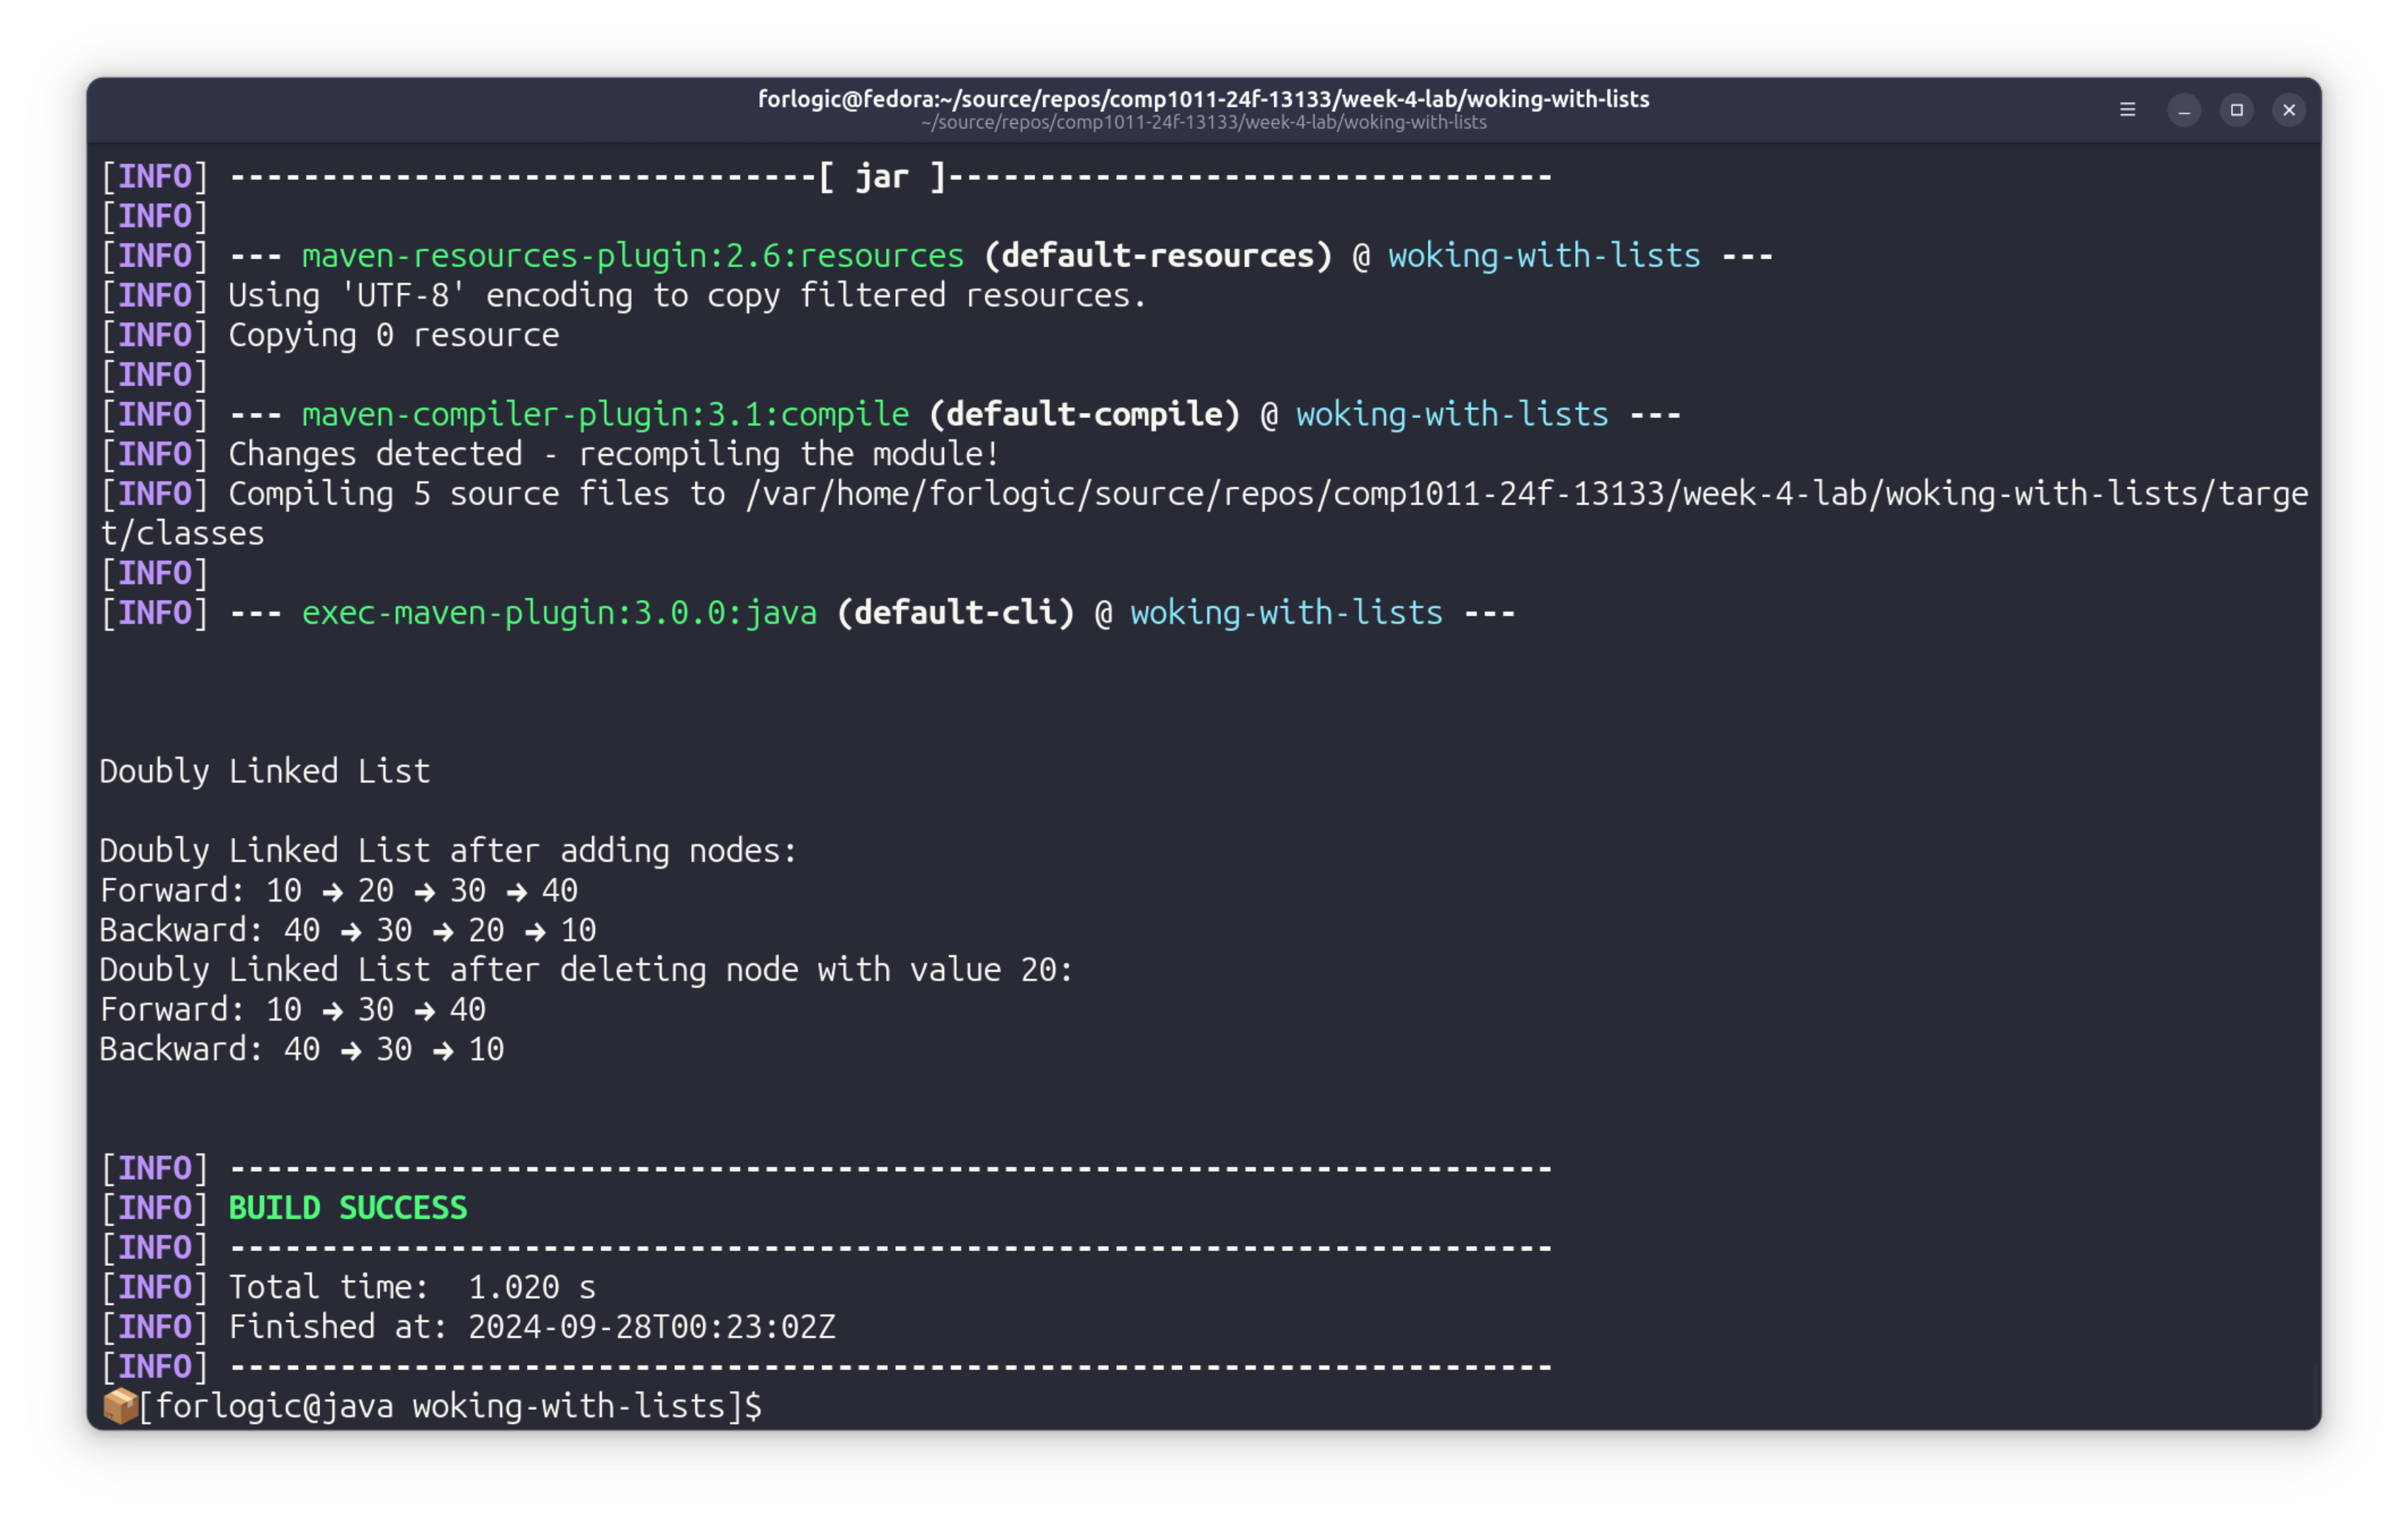 forlogic@fedora:~/source/repos/comp1011-24f-13133/week-4-lab/woking-with-lists
~/source/repos/comp1011-24f-13133/week-4-lab/woking-with-lists
[INFO] --------------------------------[ jar ]---------------------------------
[INFO]
[INFO] --- maven-resources-plugin:2.6:resources (default-resources) @ woking-with-lists ---
[INFO] Using 'UTF-8' encoding to copy filtered resources.
[INFO] Copying 0 resource
[INFO]
[INFO] --- maven-compiler-plugin:3.1:compile (default-compile) @ woking-with-lists ---
[INFO] Changes detected - recompiling the module!
[INFO] Compiling 5 source files to /var/home/forlogic/source/repos/comp1011-24f-13133/week-4-lab/woking-with-lists/targe
t/classes
[INFO]
[INFO] --- exec-maven-plugin:3.0.0:java (default-cli) @ woking-with-lists ---
Doubly Linked List
Doubly Linked List after adding nodes:
Forward: 10 → 20 → 30 → 40
Backward: 40 → 30 → 20 → 10
Doubly Linked List after deleting node with value 20:
Forward: 10 → 30 → 40
Backward: 40 → 30 → 10
[INFO] ------------------------------------------------------------------------
[INFO] BUILD SUCCESS
[INFO] ------------------------------------------------------------------------
[INFO] Total time:  1.020 s
[INFO] Finished at: 2024-09-28T00:23:02Z
[INFO] ------------------------------------------------------------------------
📦[forlogic@java woking-with-lists]$